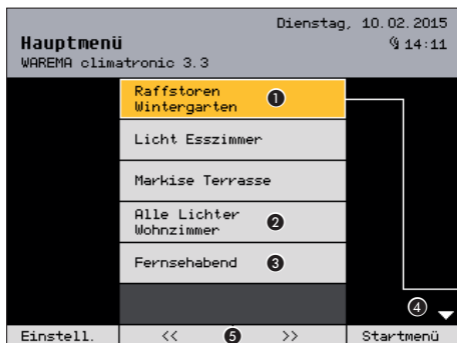 Dienstag, 10.02.2015
Hauptmenü 14:11
WAREMA climatronic 3.3
Raffstoren
Wintergarten 1
Licht Esszimmer
Markise Terrasse
Alle Lichter
Wohnzimmer 2
Fernsehabend 3
4
Einstell. << 5 >> Startmenü